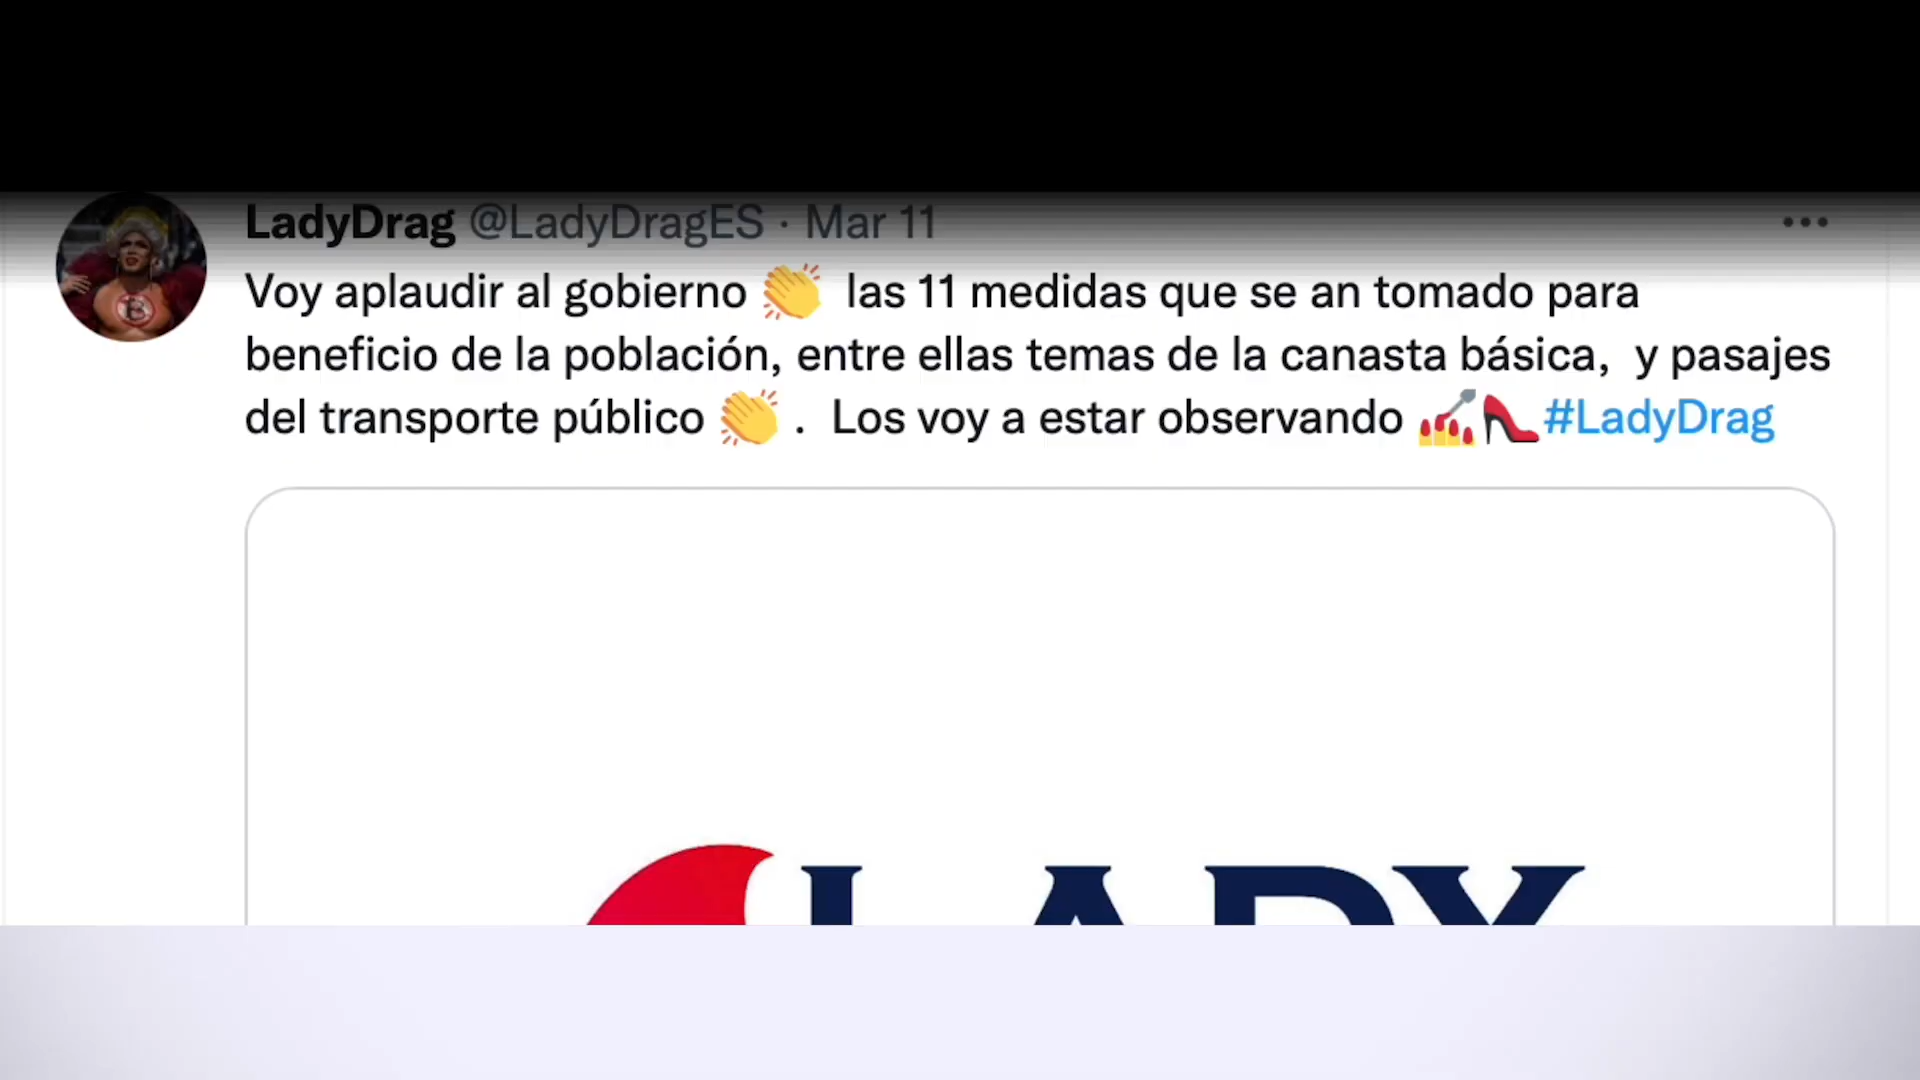 LadyDrag @LadyDragES · Mar 11
Voy aplaudir al gobierno 👏 las 11 medidas que se an tomado para
beneficio de la población, entre ellas temas de la canasta básica, y pasajes
del transporte público 👏 . Los voy a estar observando 💅👠#LadyDrag
LADY